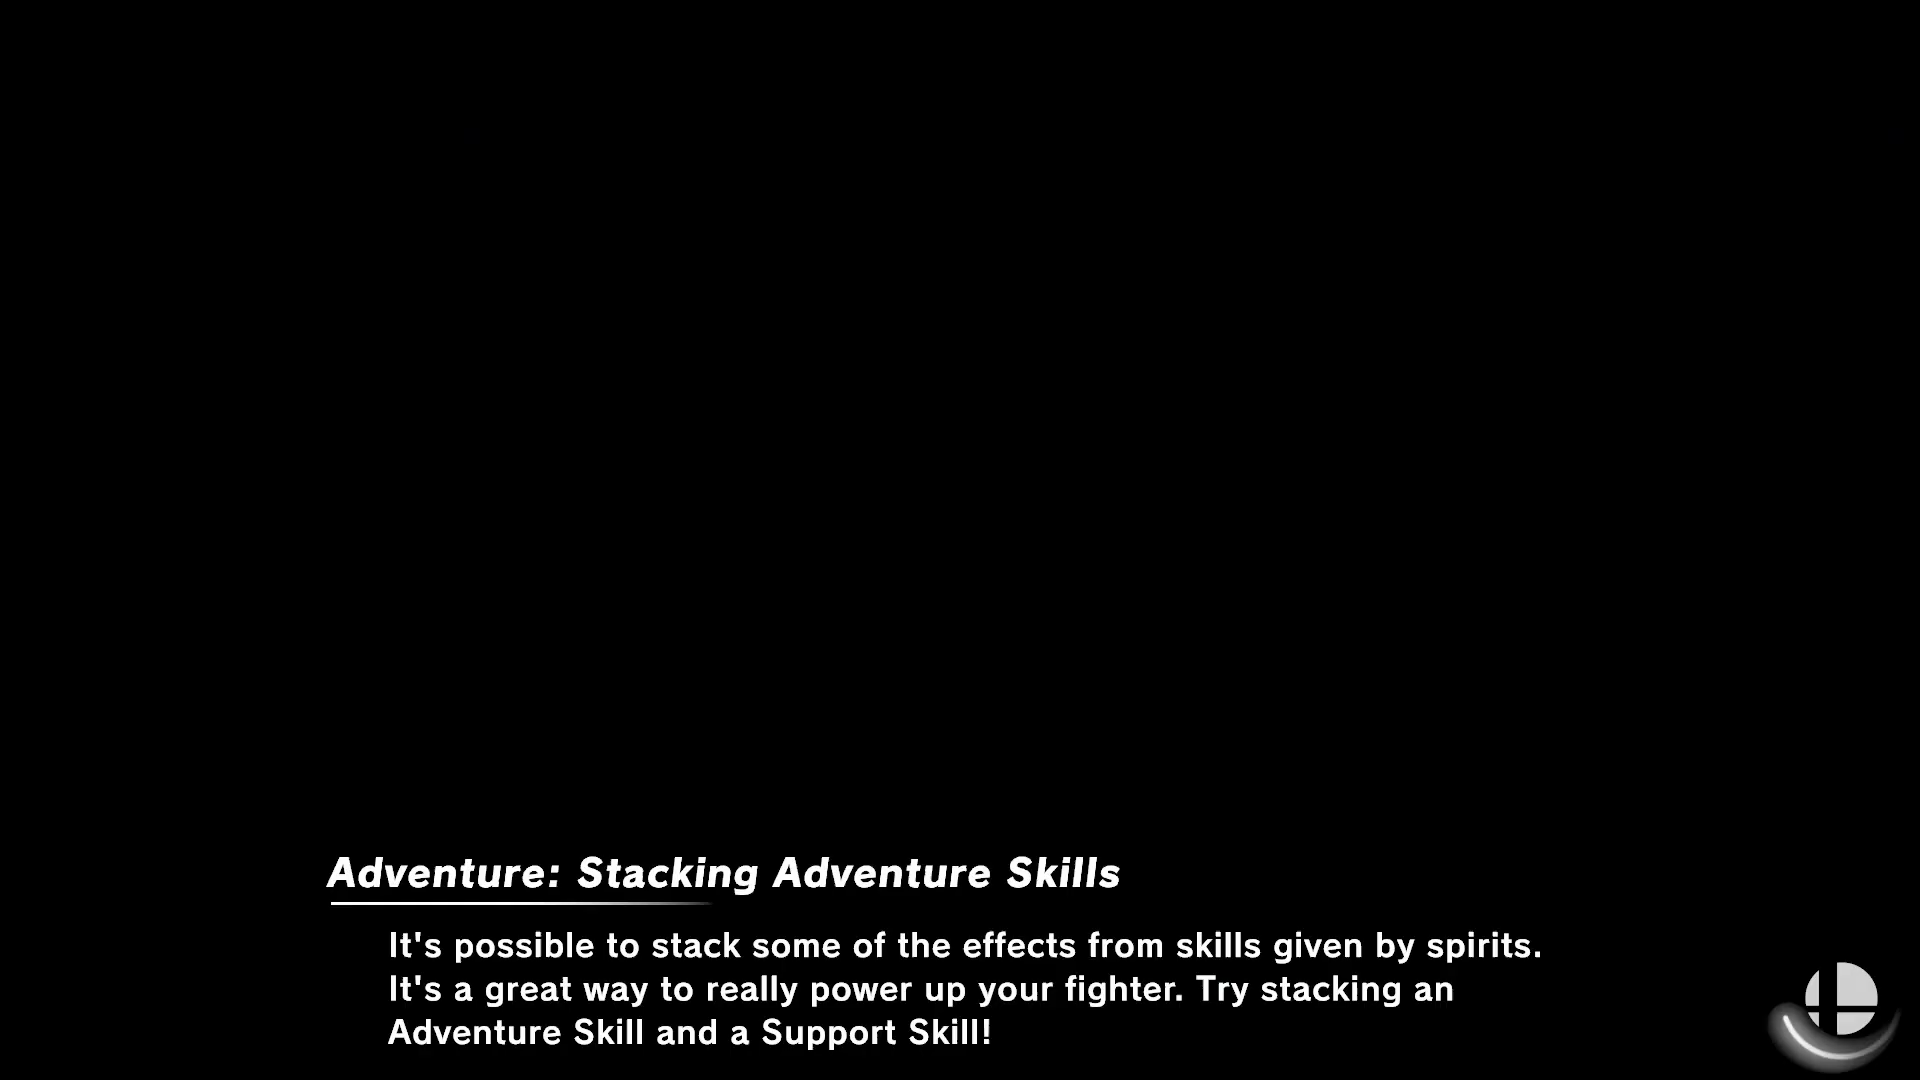 Adventure: Stacking Adventure Skills
It's possible to stack some of the effects from skills given by spirits.
It's a great way to really power up your fighter. Try stacking an
Adventure Skill and a Support Skill!